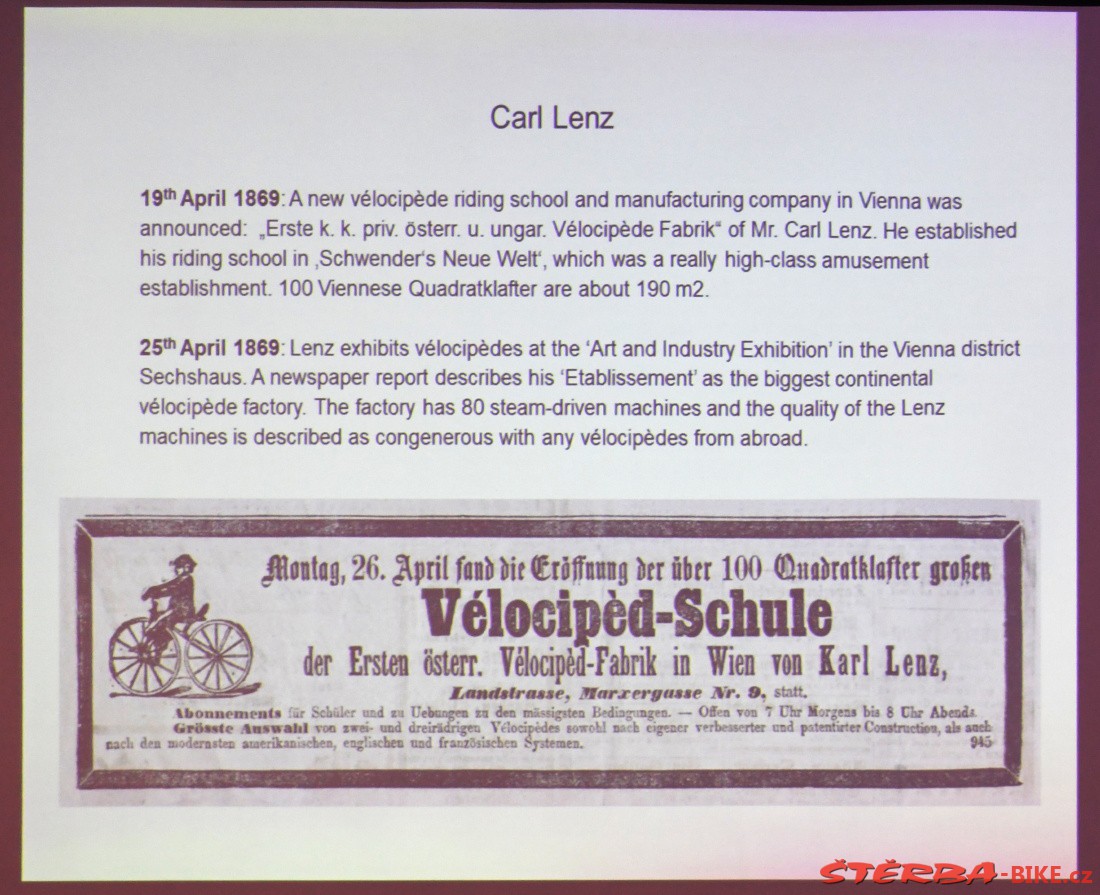 Carl Lenz
19th April 1869: A new vélocipède riding school and manufacturing company in Vienna was
announced: „Erste k. k. priv. österr. u. ungar. Vélocipède Fabrik“ of Mr. Carl Lenz. He established
his riding school in ‚Schwender‘s Neue Welt‘, which was a really high-class amusement
establishment. 100 Viennese Quadratklafter are about 190 m2.
25th April 1869: Lenz exhibits vélocipèdes at the ‘Art and Industry Exhibition’ in the Vienna district
Sechshaus. A newspaper report describes his ‘Etablissement’ as the biggest continental
vélocipède factory. The factory has 80 steam-driven machines and the quality of the Lenz
machines is described as congenerous with any vélocipèdes from abroad.
Montag, 26. April fand die Eröffnung der über 100 Quadratklafter großen
Vélocipèd-Schule
der Ersten österr. Vélocipèd-Fabrik in Wien von Karl Lenz,
Landstrasse, Marxergasse Nr. 9, statt.
Abonnements für Schüler und zu Uebungen zu den mässigsten Bedingungen. — Offen von 7 Uhr Morgens bis 8 Uhr Abends.
Grösste Auswahl von zwei- und dreirädrigen Vélocipèdes sowohl nach eigener verbesserter und patentirter Construction, als auch
nach den modernsten amerikanischen, englischen und französischen Systemen. 945
ŠTĚRBA-BIKE.cz